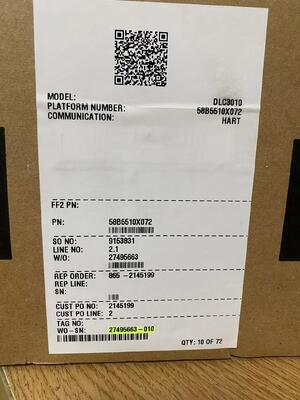 MODEL: DLC3010
PLATFORM NUMBER: 58B5510X072
COMMUNICATION: HART
FF2 PN:
PN: 58B5510X072
SO NO: 9153831
LINE NO: 2.1
W/O: 27495663
REP ORDER: 865 -2145199
REP LINE:
SN:
CUST PO NO: 2145199
CUST PO LINE: 2
TAG NO:
WO-SN: 27495663-010
QTY: 10 OF 72